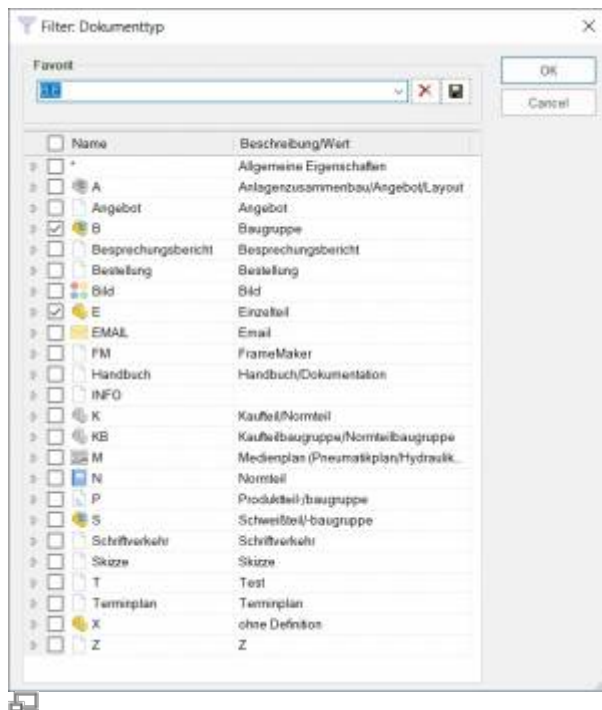 Filter: Dokumenttyp
Favorit
B,E
OK
Cancel
Name Beschreibung/Wert
* Allgemeine Eigenschaften
A Anlagenzusammenbau/Angebot/Layout
Angebot Angebot
B Baugruppe
Besprechungsbericht Besprechungsbericht
Bestellung Bestellung
Bild Bild
E Einzelteil
EMAIL Email
FM FrameMaker
Handbuch Handbuch/Dokumentation
INFO
K Kaufteil/Normteil
KB Kaufteilbaugruppe/Normteilbaugruppe
M Medienplan (Pneumatikplan/Hydraulik...
N Normteil
P Produktteil-/baugruppe
S Schweißteil/-baugruppe
Schriftverkehr Schriftverkehr
Skizze Skizze
T Test
Terminplan Terminplan
X ohne Definition
Z Z